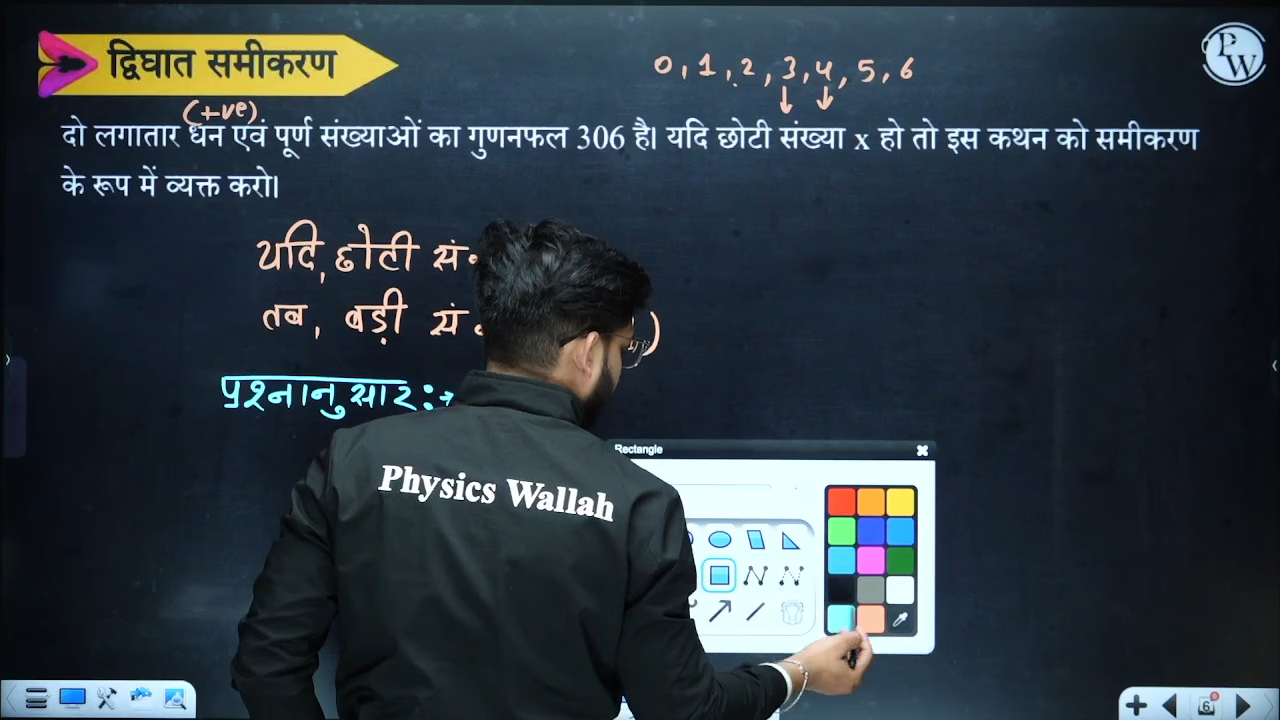 द्विघात समीकरण
0, 1, 2, 3, 4, 5, 6
(+ve)
दो लगातार धन एवं पूर्ण संख्याओं का गुणनफल 306 है। यदि छोटी संख्या x हो तो इस कथन को समीकरण
के रूप में व्यक्त करो।
यदि, छोटी सं.
तब, बड़ी सं. )
प्रश्नानुसार :→
Rectangle
Physics Wallah
PW